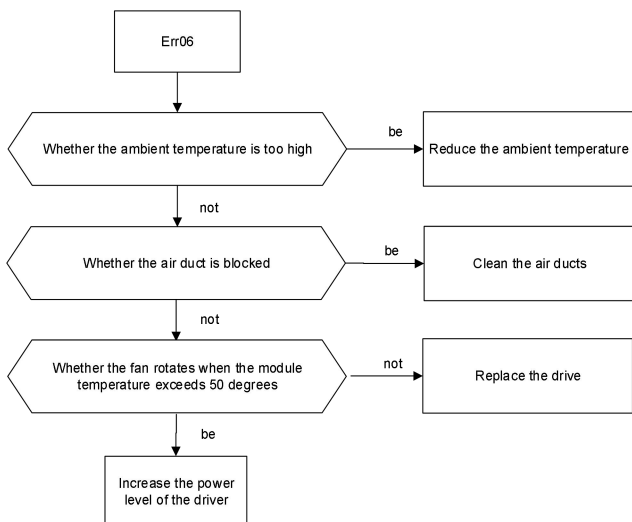 Err06
Whether the ambient temperature is too high
be
Reduce the ambient temperature
not
Whether the air duct is blocked
be
Clean the air ducts
not
Whether the fan rotates when the module
temperature exceeds 50 degrees
not
Replace the drive
be
Increase the power
level of the driver